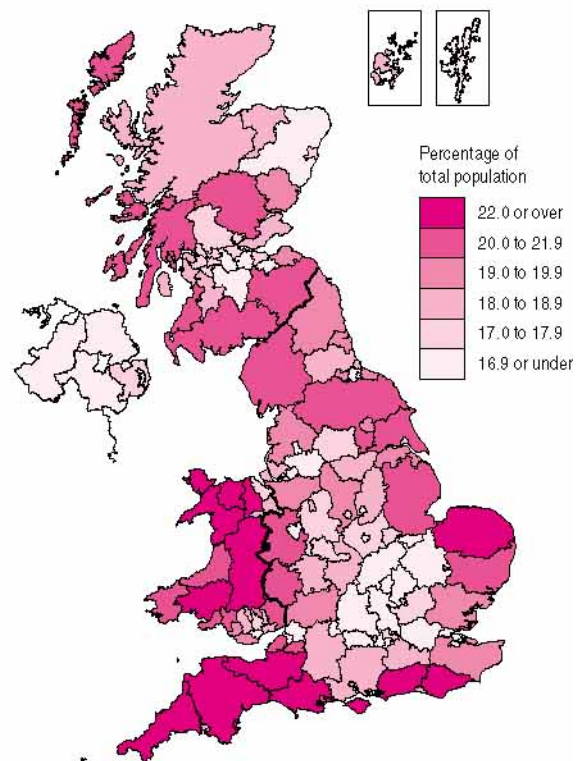 Percentage of
total population
22.0 or over
20.0 to 21.9
19.0 to 19.9
18.0 to 18.9
17.0 to 17.9
16.9 or under